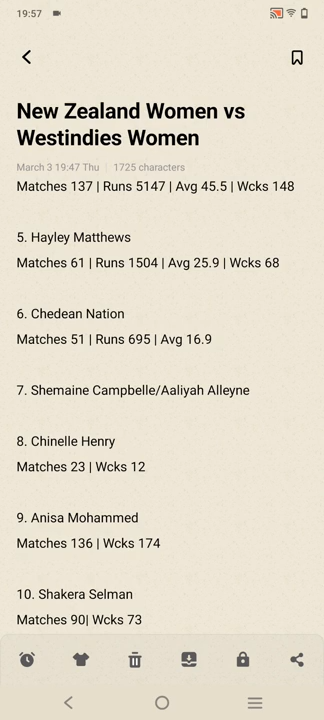 19:57
New Zealand Women vs
Westindies Women
March 3 19:47 Thu | 1725 characters
Matches 137 | Runs 5147 | Avg 45.5 | Wcks 148
5. Hayley Matthews
Matches 61 | Runs 1504 | Avg 25.9 | Wcks 68
6. Chedean Nation
Matches 51 | Runs 695 | Avg 16.9
7. Shemaine Campbelle/Aaliyah Alleyne
8. Chinelle Henry
Matches 23 | Wcks 12
9. Anisa Mohammed
Matches 136 | Wcks 174
10. Shakera Selman
Matches 90| Wcks 73